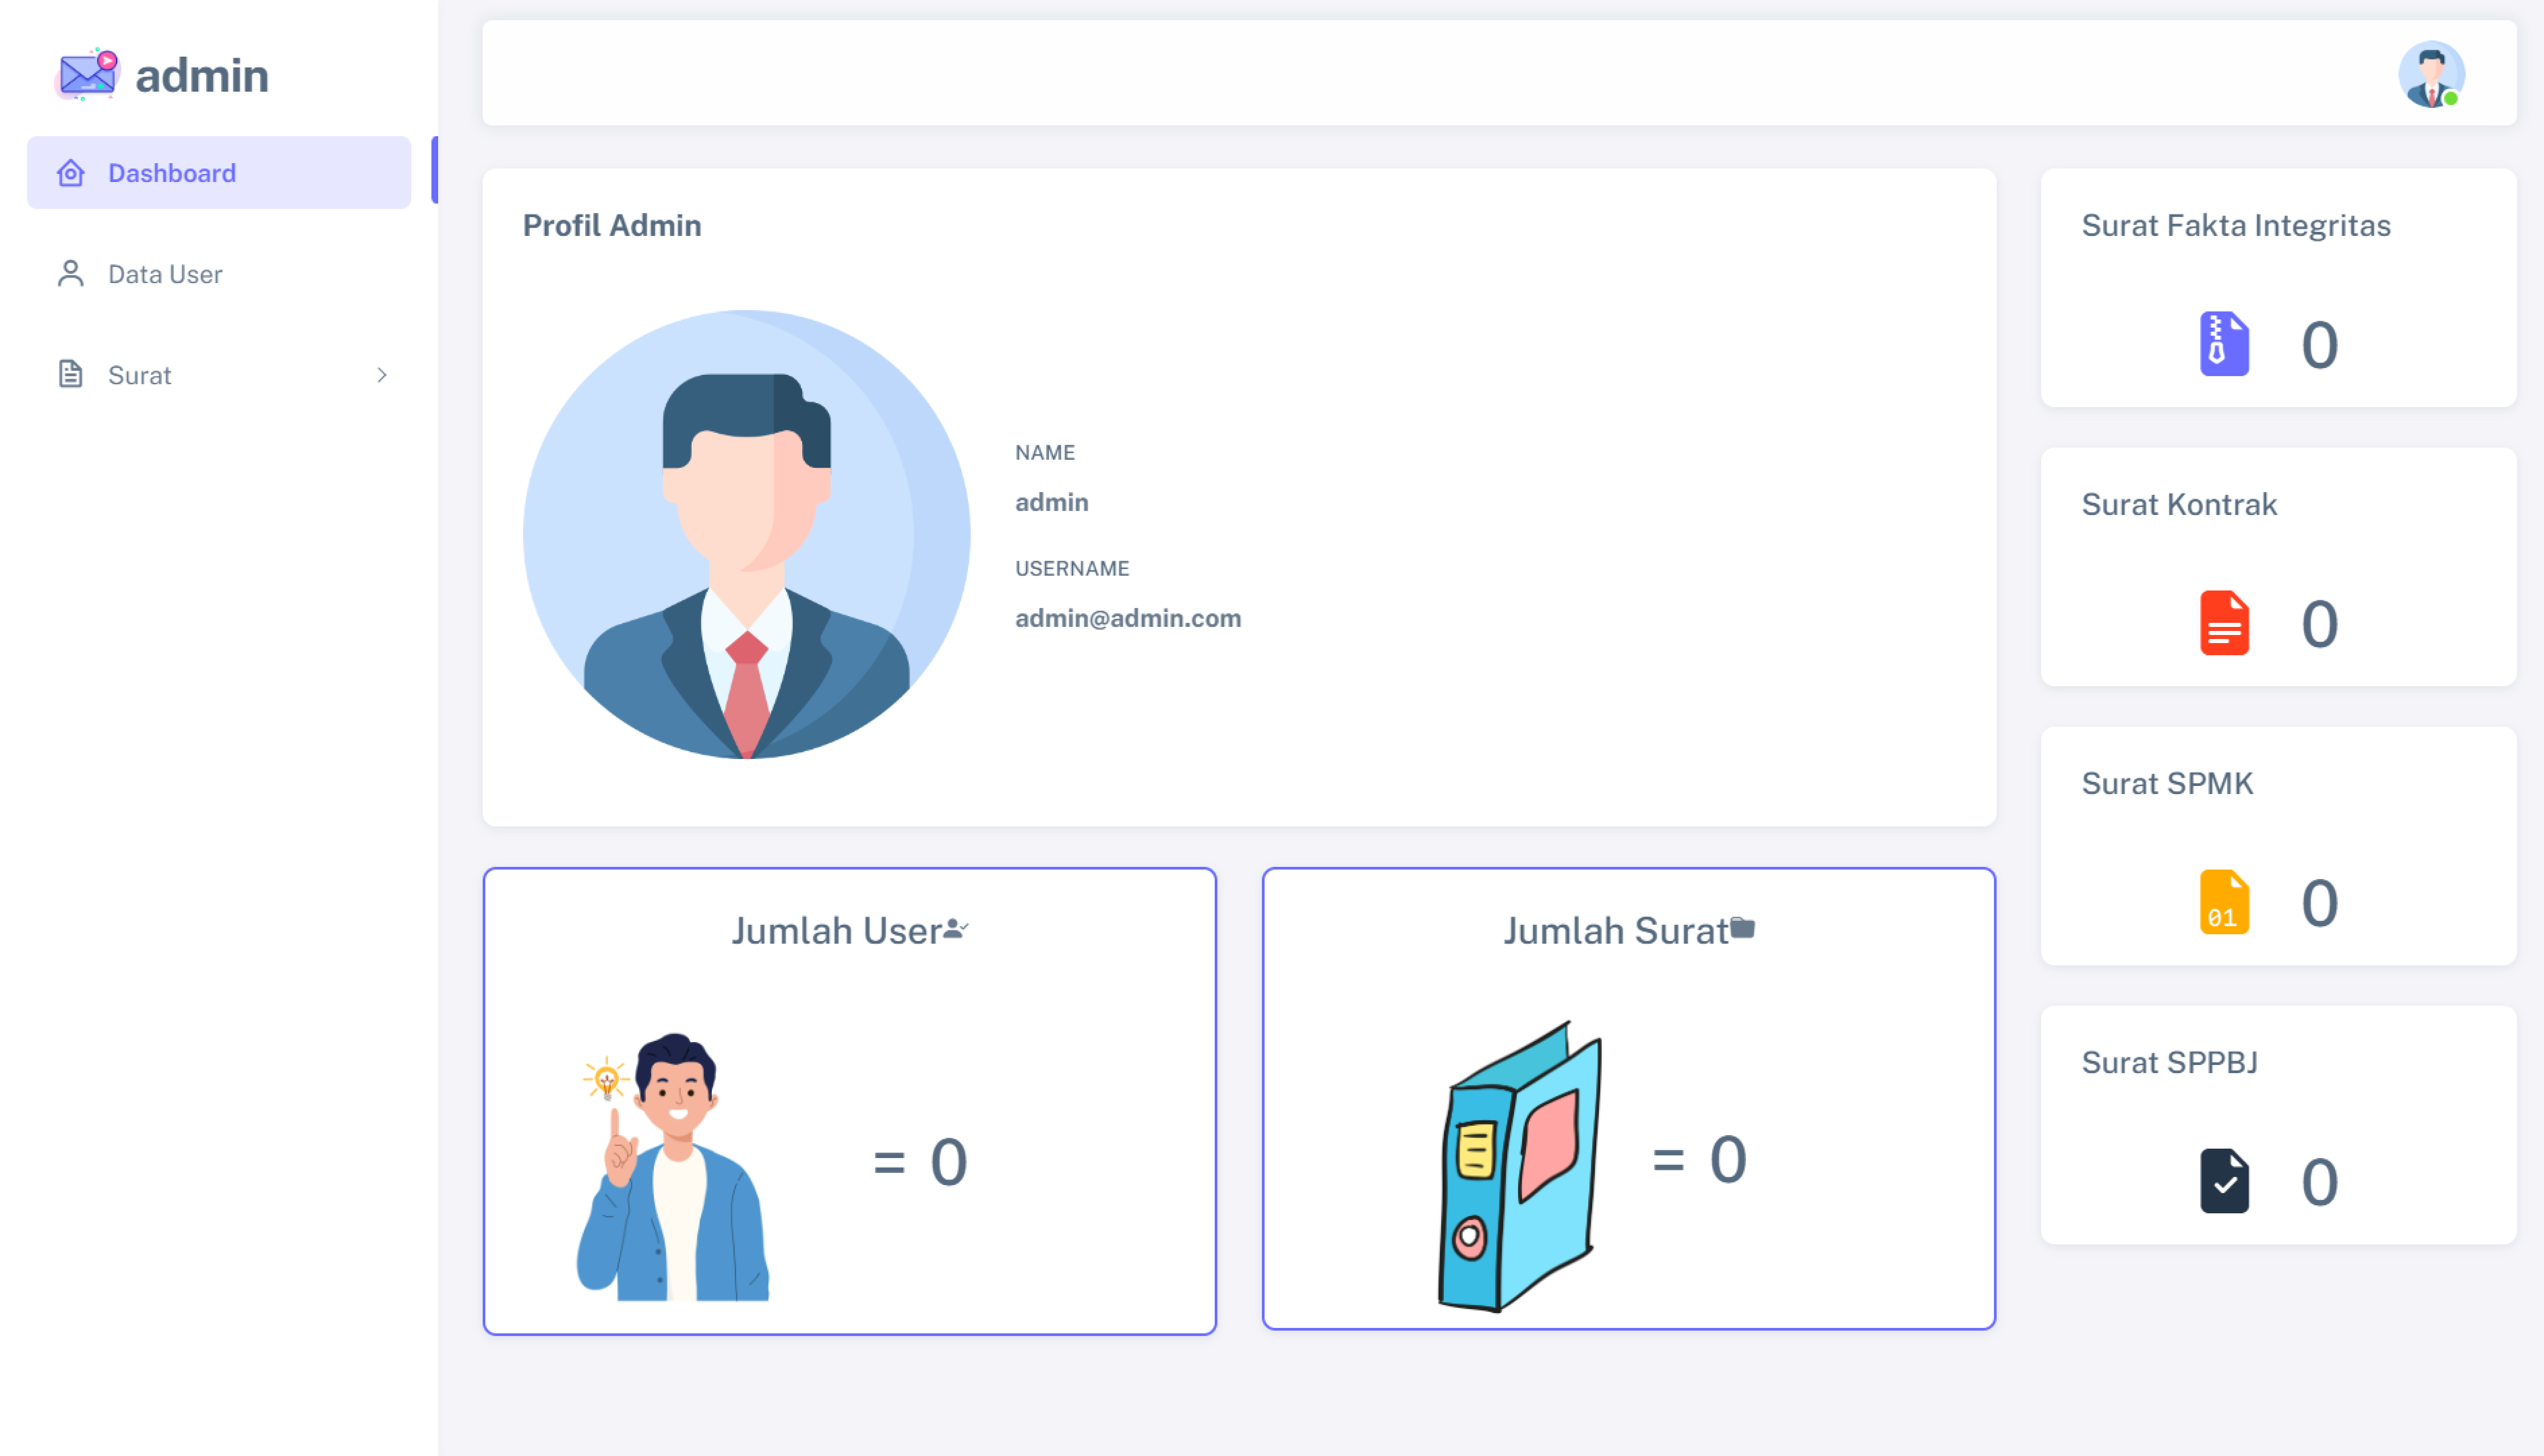 admin
Dashboard
Data User
Surat
Profil Admin
NAME
admin
USERNAME
admin@admin.com
Jumlah User
= 0
Jumlah Surat
= 0
Surat Fakta Integritas
0
Surat Kontrak
0
Surat SPMK
01
0
Surat SPPBJ
0